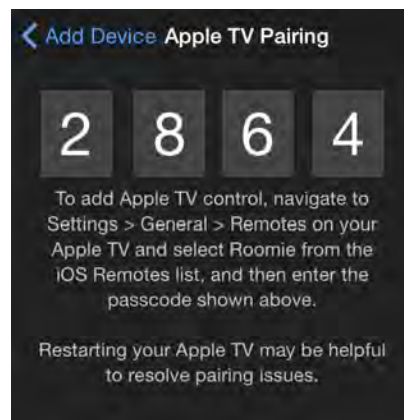 Add Device Apple TV Pairing
2 8 6 4
To add Apple TV control, navigate to
Settings > General > Remotes on your
Apple TV and select Roomie from the
iOS Remotes list, and then enter the
passcode shown above.
Restarting your Apple TV may be helpful
to resolve pairing issues.